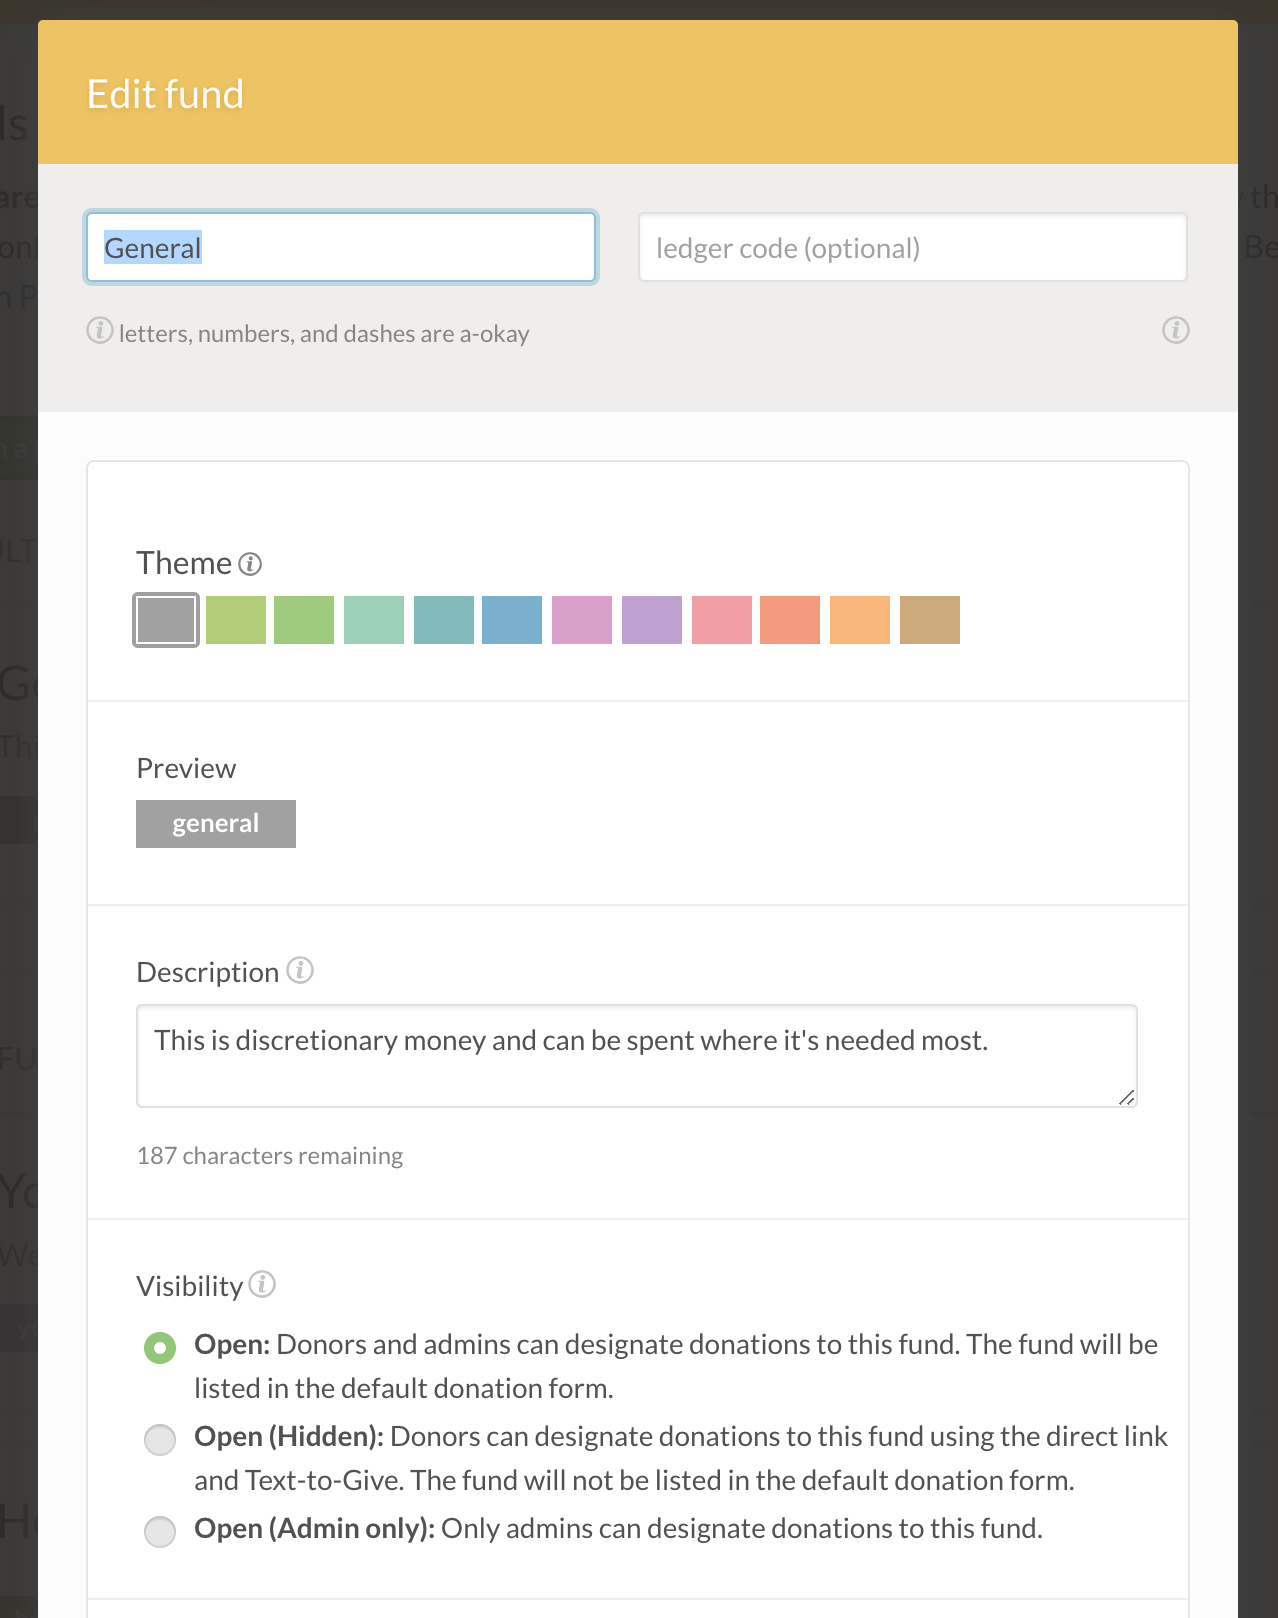 Edit fund
General
ledger code (optional)
letters, numbers, and dashes are a-okay
Theme
Preview
general
Description
This is discretionary money and can be spent where it's needed most.
187 characters remaining
Visibility
Open: Donors and admins can designate donations to this fund. The fund will be
listed in the default donation form.
Open (Hidden): Donors can designate donations to this fund using the direct link
and Text-to-Give. The fund will not be listed in the default donation form.
Open (Admin only): Only admins can designate donations to this fund.